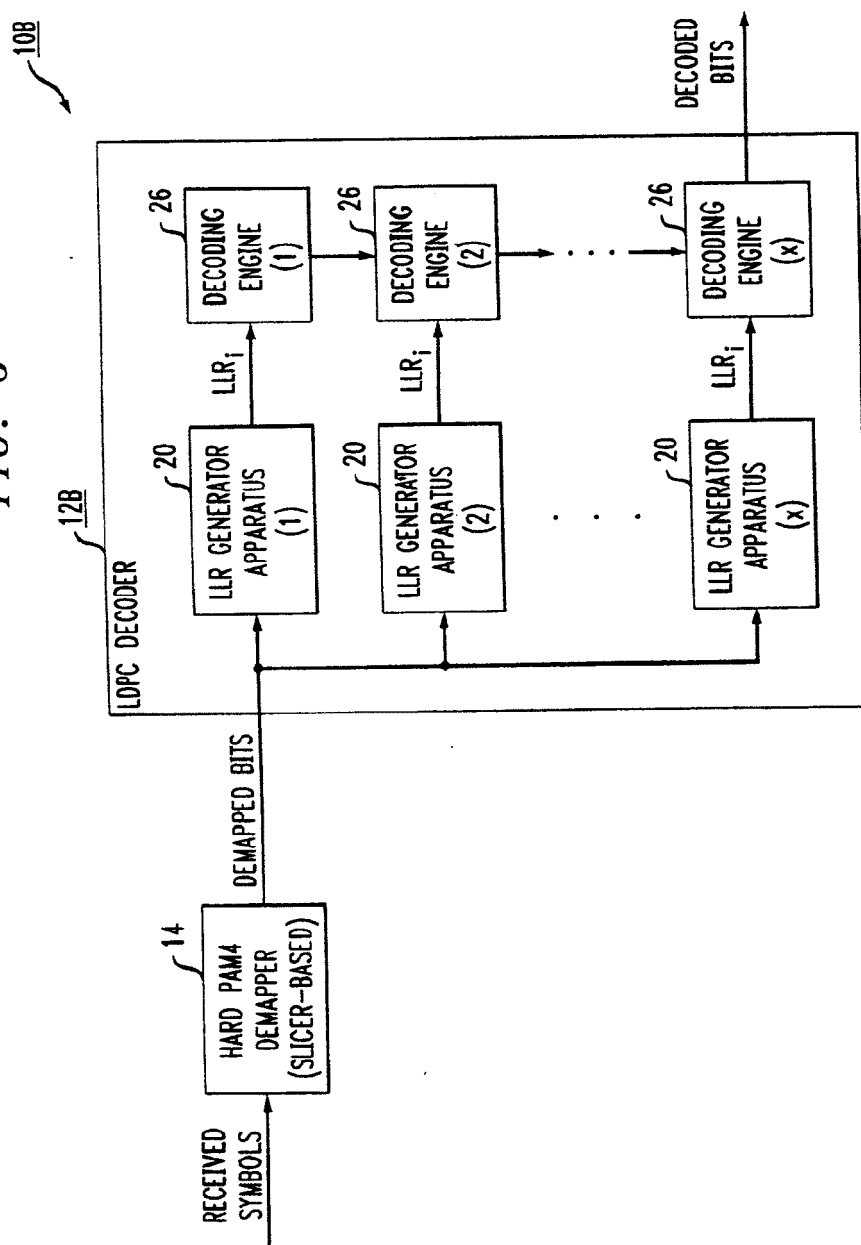 10B
12B
LDPC DECODER
RECEIVED
SYMBOLS
14
HARD PAM4
DEMAPPER
(SLICER-BASED)
DEMAPPED BITS
20
LLR GENERATOR
APPARATUS
(1)
LLRi
26
DECODING
ENGINE
(1)
20
LLR GENERATOR
APPARATUS
(2)
LLRi
26
DECODING
ENGINE
(2)
. . .
. . .
20
LLR GENERATOR
APPARATUS
(x)
LLRi
26
DECODING
ENGINE
(x)
DECODED
BITS